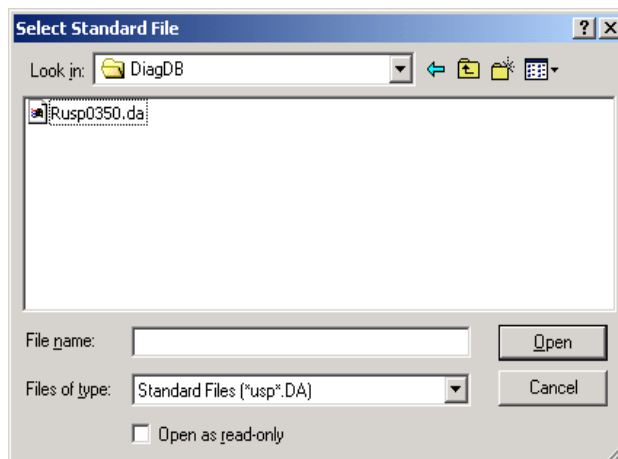 Select Standard File
Look in: DiagDB
Rusp0350.da
File name: Open
Files of type: Standard Files (*usp*.DA) Cancel
Open as read-only